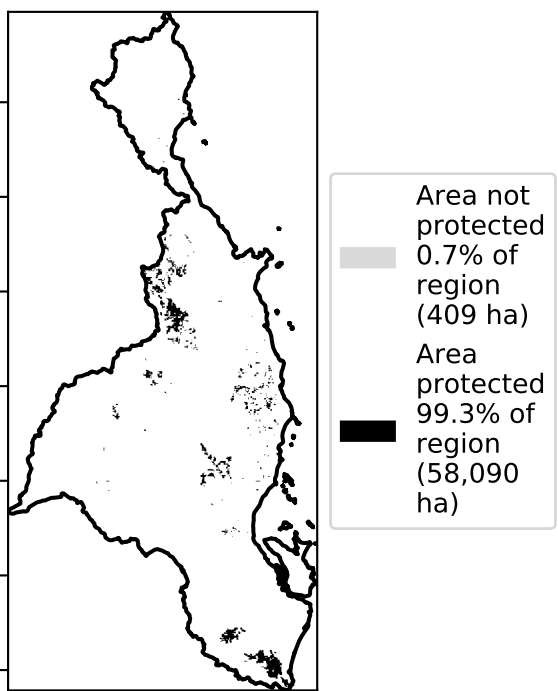 Area not
protected
0.7% of
region
(409 ha)
Area
protected
99.3% of
region
(58,090
ha)